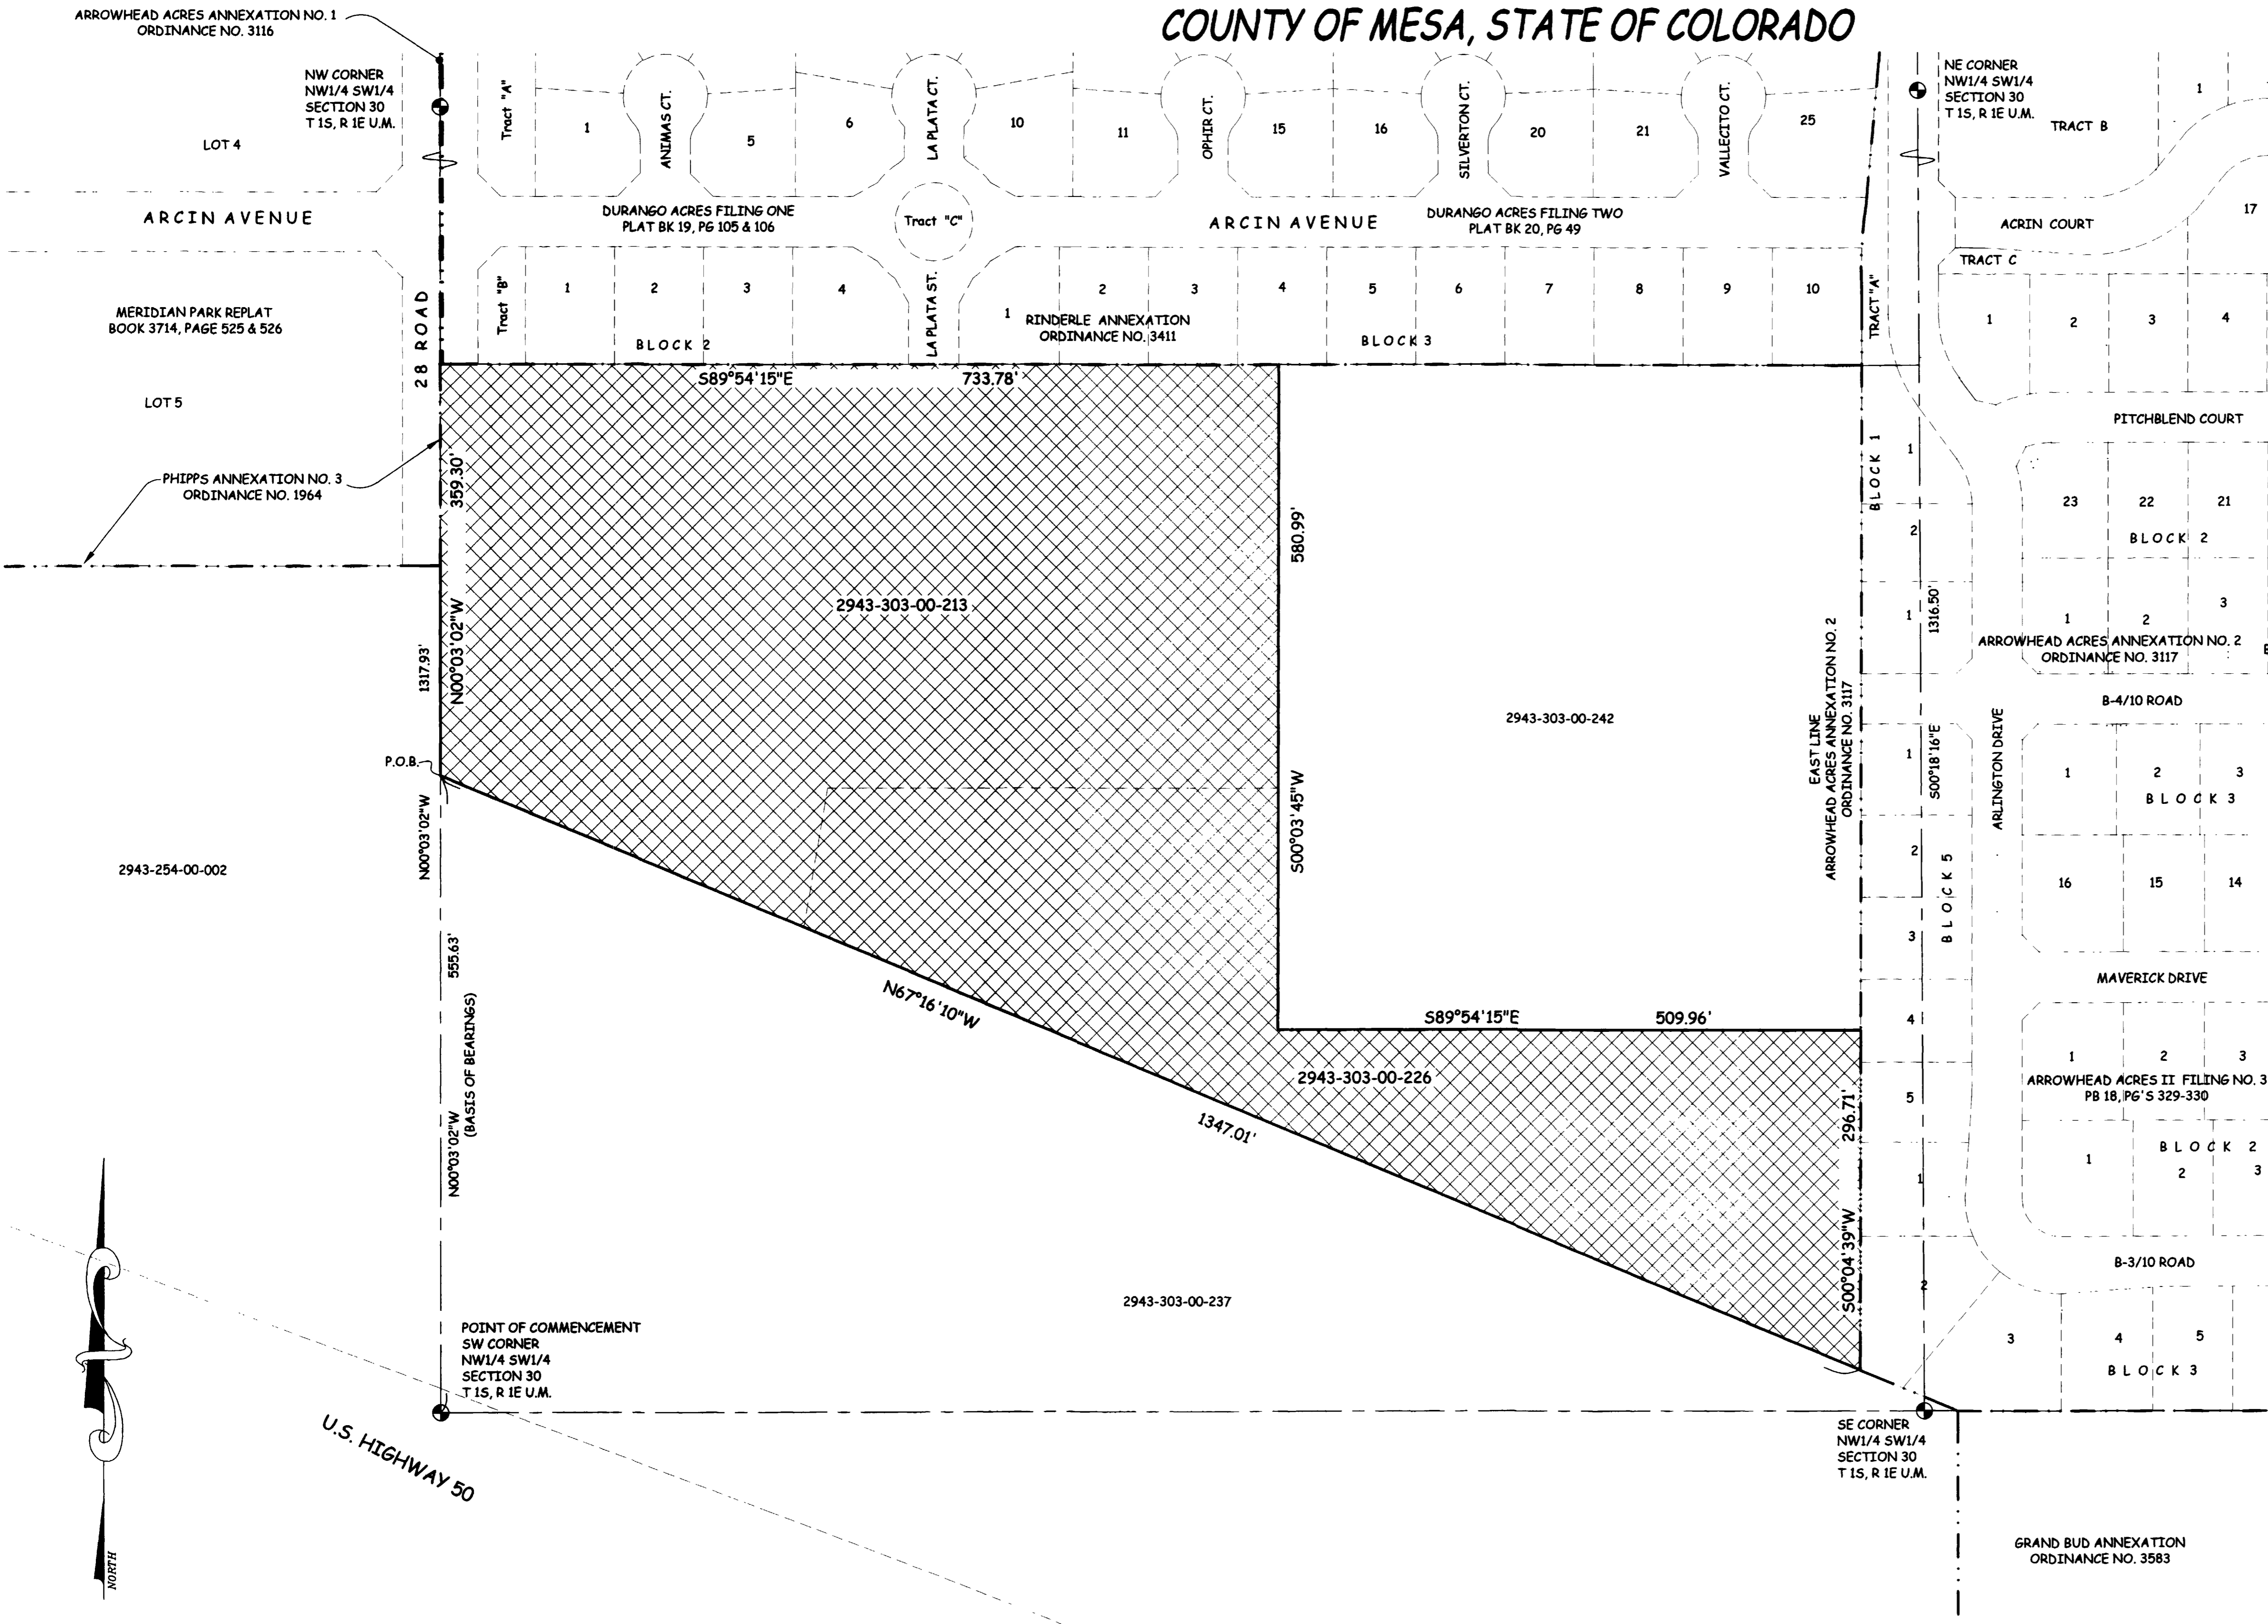 COUNTY OF MESA, STATE OF COLORADO
ARROWHEAD ACRES ANNEXATION NO. 1
ORDINANCE NO. 3116
NW CORNER
NW1/4 SW1/4
SECTION 30
T 1S, R 1E U.M.
NE CORNER
NW1/4 SW1/4
SECTION 30
T 1S, R 1E U.M.
LOT 4
Tract "A"
1
ANIMAS CT.
5
6
LA PLATA CT.
10
11
OPHIR CT.
15
16
SILVERTON CT.
20
21
VALLECITO CT.
25
TRACT B
1
ARCIN AVENUE
DURANGO ACRES FILING ONE
PLAT BK 19, PG 105 & 106
Tract "C"
ARCIN AVENUE
DURANGO ACRES FILING TWO
PLAT BK 20, PG 49
ACRIN COURT
17
TRACT C
MERIDIAN PARK REPLAT
BOOK 3714, PAGE 525 & 526
28 ROAD
Tract "B"
1
2
3
4
BLOCK 2
LA PLATA ST.
1
2
3
4
5
6
7
8
9
10
RINDERLE ANNEXATION
ORDINANCE NO. 3411
BLOCK 3
TRACT "A"
1
2
3
4
S89°54'15"E
733.78'
LOT 5
PITCHBLEND COURT
PHIPPS ANNEXATION NO. 3
ORDINANCE NO. 1964
359.30'
N00°03'02"W
1317.93'
580.99'
S00°03'45"W
BLOCK 1
1
2
1
1316.50'
S00°18'16"E
23
22
21
BLOCK 2
1
2
3
ARROWHEAD ACRES ANNEXATION NO. 2
ORDINANCE NO. 3117
2943-303-00-213
2943-303-00-242
EAST LINE
ARROWHEAD ACRES ANNEXATION NO. 2
ORDINANCE NO. 3117
B-4/10 ROAD
ARLINGTON DRIVE
1
2
3
BLOCK 3
16
15
14
P.O.B.
N00°03'02"W
555.63'
2943-254-00-002
1
2
3
BLOCK 5
4
5
1
2
MAVERICK DRIVE
N67°16'10"W
1347.01'
S89°54'15"E
509.96'
2943-303-00-226
296.71'
S00°04'39"W
1
2
3
ARROWHEAD ACRES II FILING NO. 3
PB 18, PG'S 329-330
BLOCK 2
1
2
3
N00°03'02"W
(BASIS OF BEARINGS)
B-3/10 ROAD
2943-303-00-237
3
4
5
BLOCK 3
POINT OF COMMENCEMENT
SW CORNER
NW1/4 SW1/4
SECTION 30
T 1S, R 1E U.M.
U.S. HIGHWAY 50
SE CORNER
NW1/4 SW1/4
SECTION 30
T 1S, R 1E U.M.
GRAND BUD ANNEXATION
ORDINANCE NO. 3583
NORTH